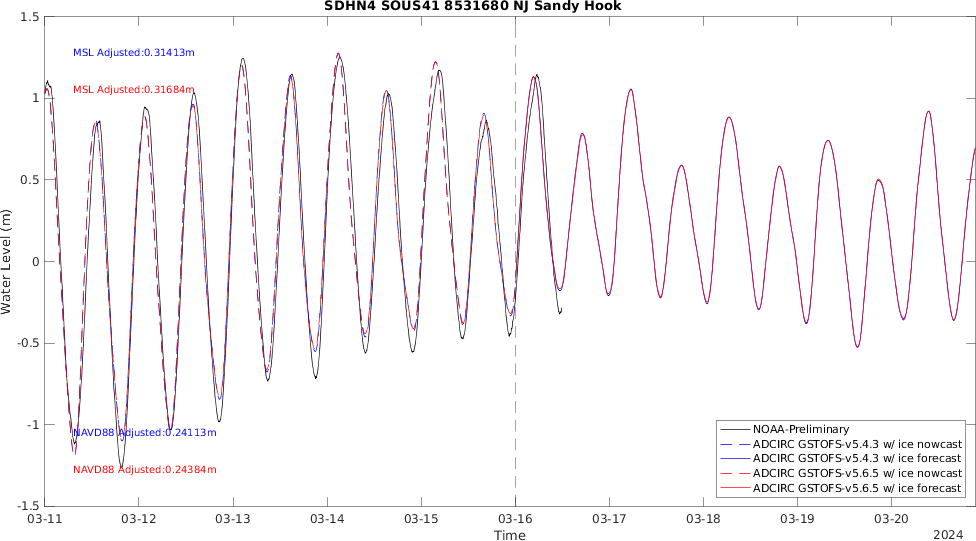 SDHN4 SOUS41 8531680 NJ Sandy Hook
1.5
1
0.5
0
-0.5
-1
-1.5
Water Level (m)
MSL Adjusted:0.31413m
MSL Adjusted:0.31684m
NAVD88 Adjusted:0.24113m
NAVD88 Adjusted:0.24384m
NOAA-Preliminary
ADCIRC GSTOFS-v5.4.3 w/ ice nowcast
ADCIRC GSTOFS-v5.4.3 w/ ice forecast
ADCIRC GSTOFS-v5.6.5 w/ ice nowcast
ADCIRC GSTOFS-v5.6.5 w/ ice forecast
03-11 03-12 03-13 03-14 03-15 03-16 03-17 03-18 03-19 03-20
Time
2024